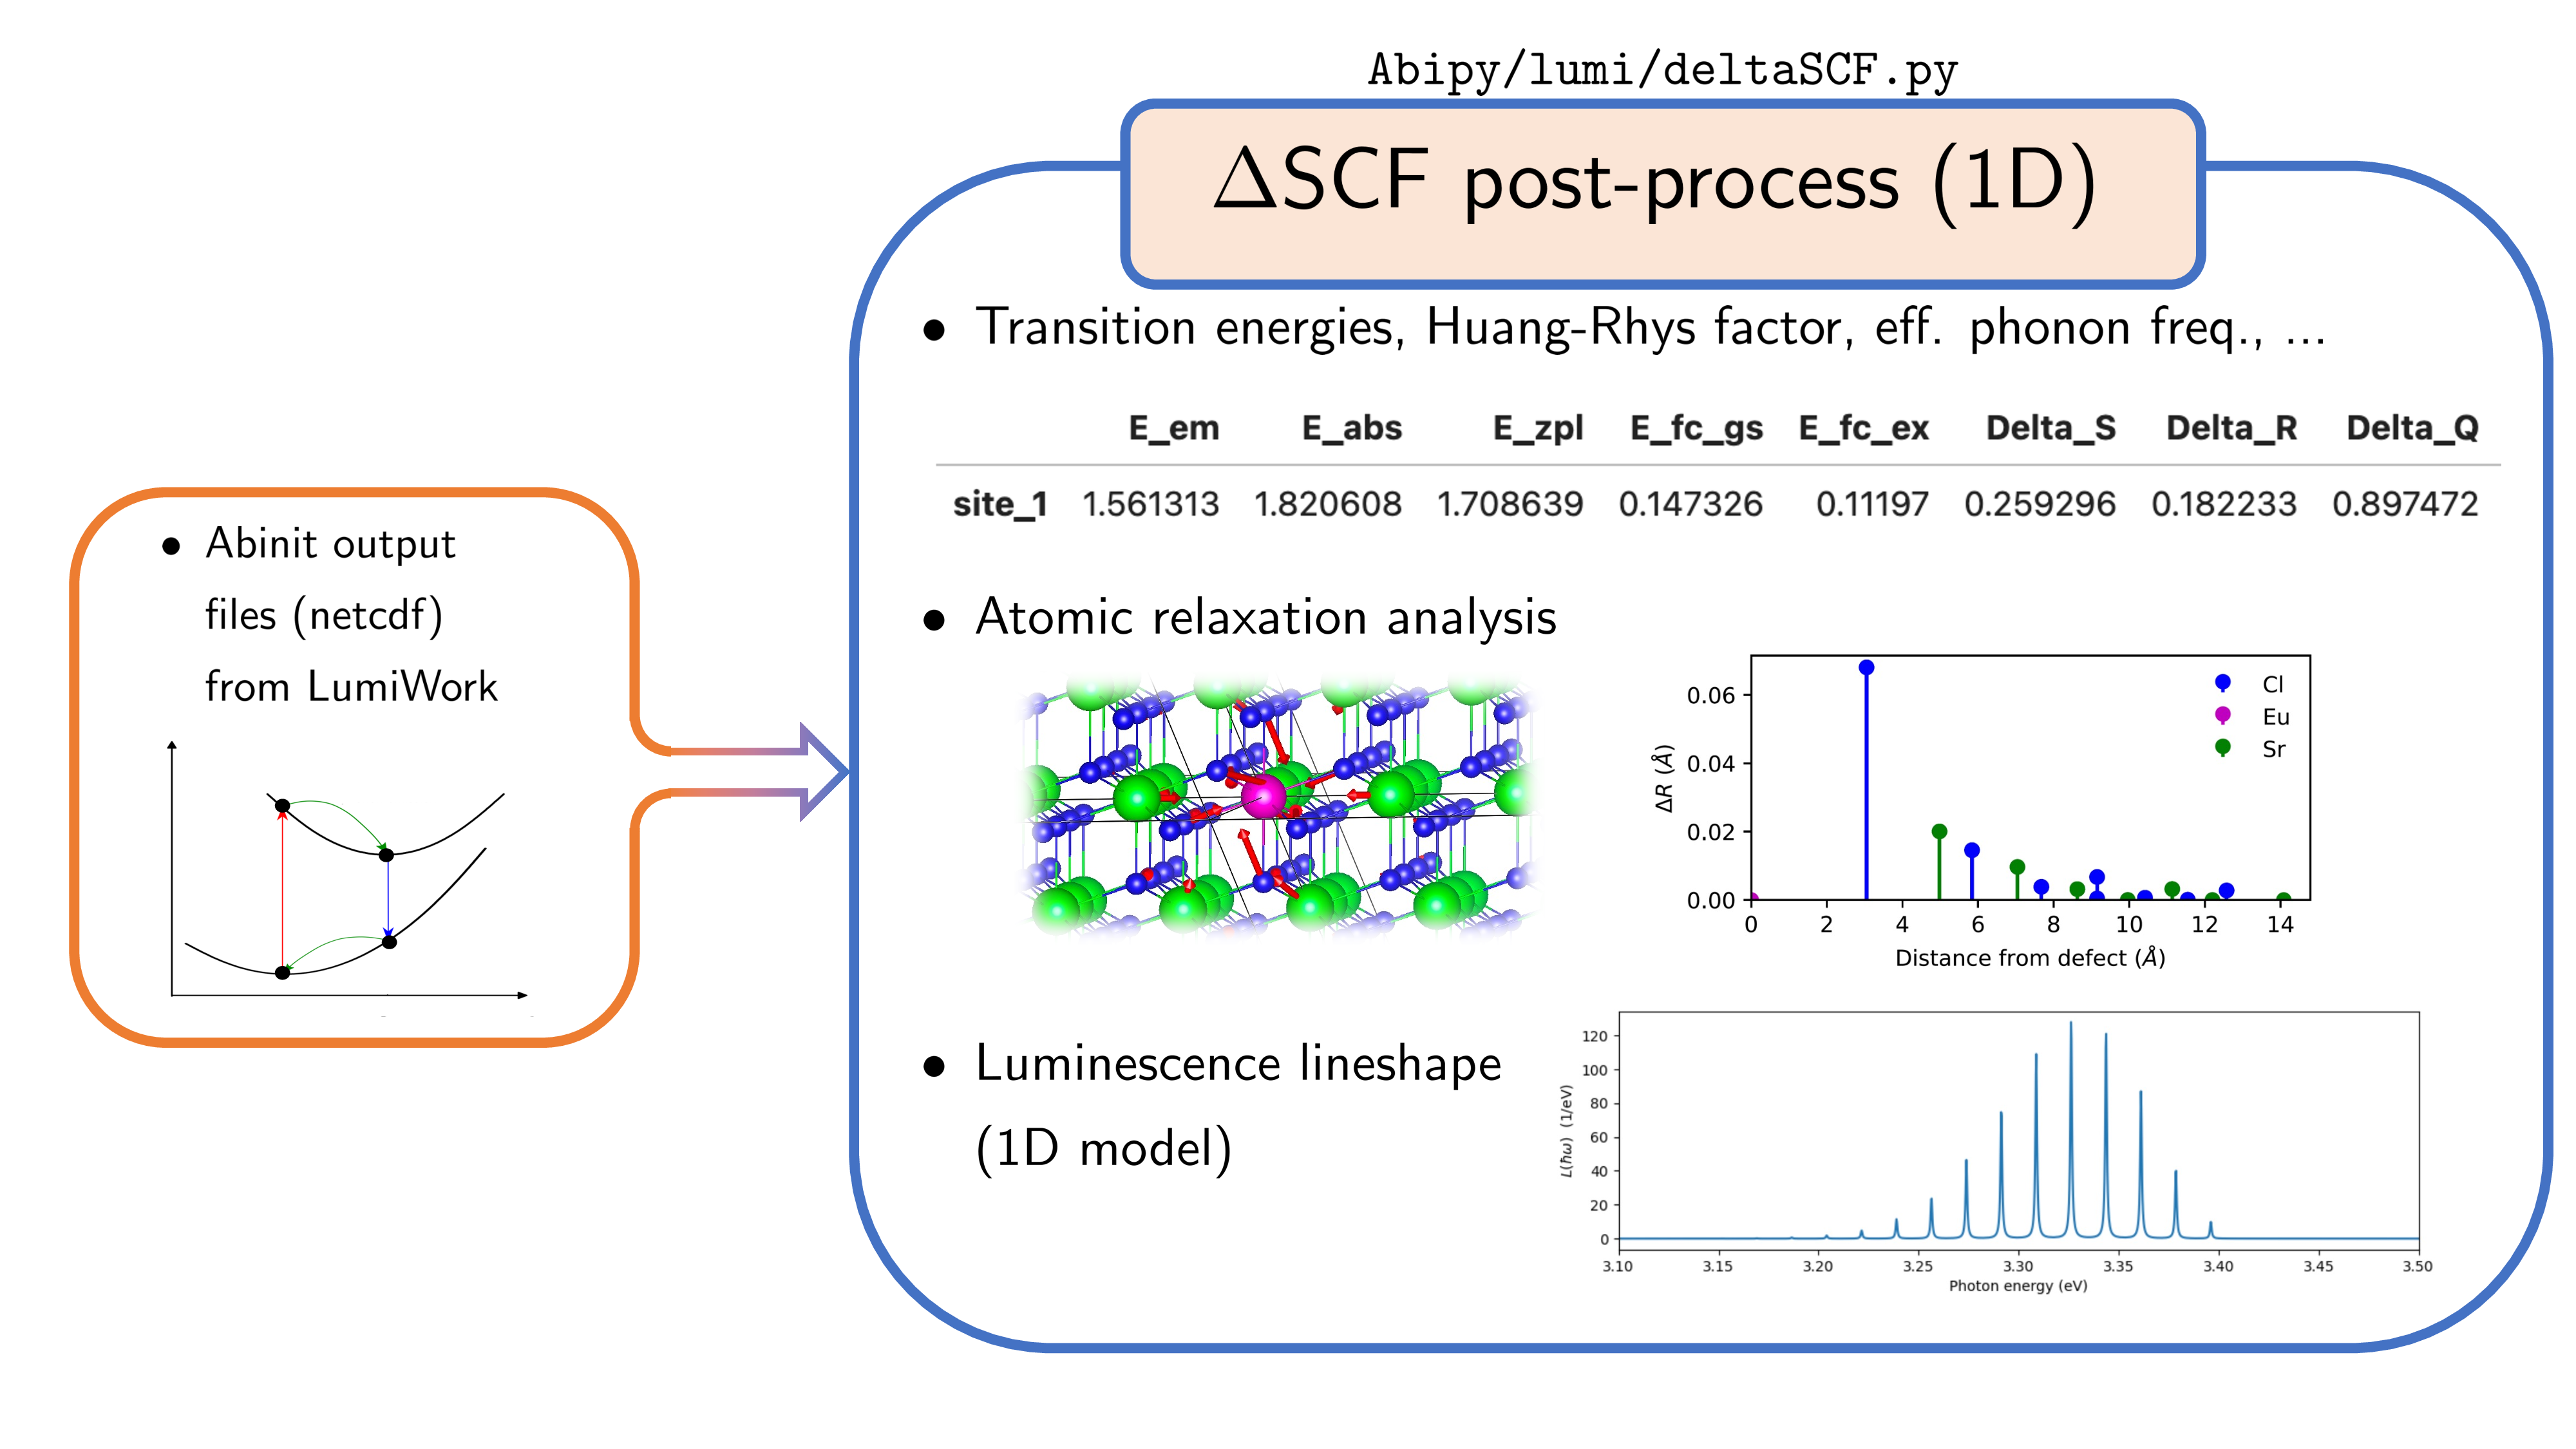 Abipy/lumi/deltaSCF.py
ΔSCF post-process (1D)
• Transition energies, Huang-Rhys factor, eff. phonon freq., ...
E_em E_abs E_zpl E_fc_gs E_fc_ex Delta_S Delta_R Delta_Q
site_1 1.561313 1.820608 1.708639 0.147326 0.11197 0.259296 0.182233 0.897472
• Abinit output
files (netcdf)
from LumiWork
• Atomic relaxation analysis
Cl
Eu
Sr
0.06
0.04
0.02
0.00
ΔR (Å)
0 2 4 6 8 10 12 14
Distance from defect (Å)
• Luminescence lineshape
(1D model)
120
100
80
60
40
20
0
L(ħω) (1/eV)
3.10 3.15 3.20 3.25 3.30 3.35 3.40 3.45 3.50
Photon energy (eV)